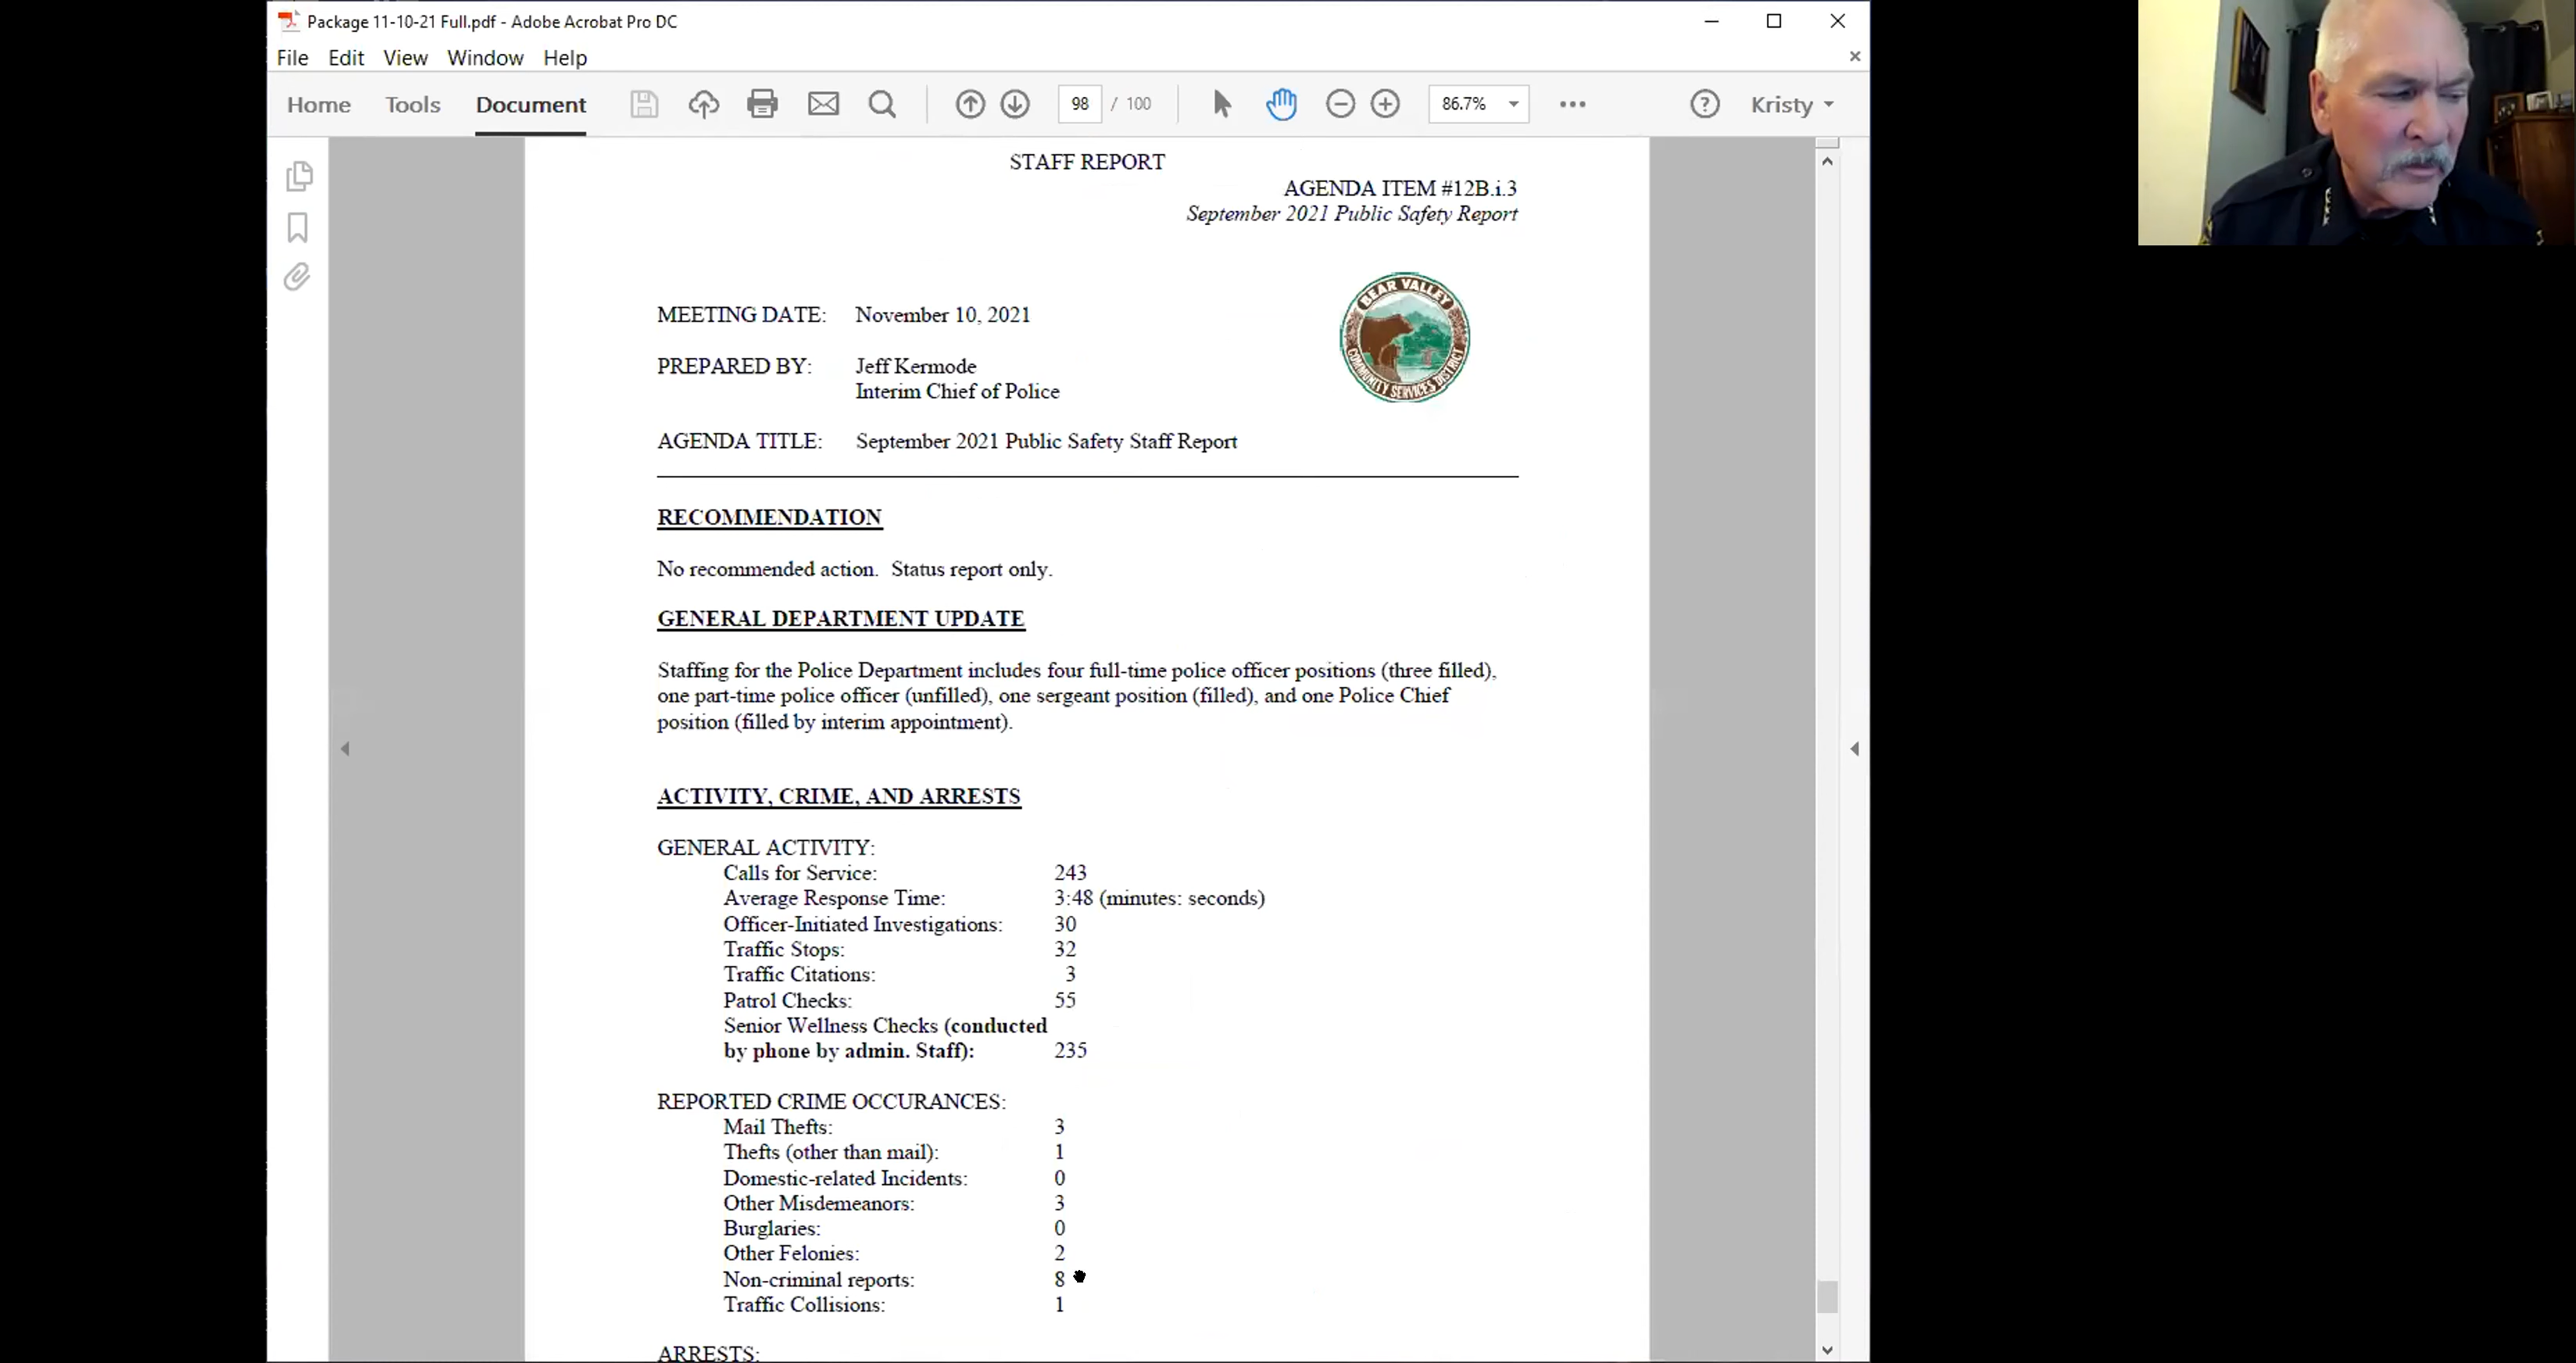 Package 11-10-21 Full.pdf - Adobe Acrobat Pro DC
File Edit View Window Help
Home Tools Document 98 / 100 86.7% Kristy
STAFF REPORT
AGENDA ITEM #12B.i.3
September 2021 Public Safety Report
BEAR VALLEY
COMMUNITY SERVICES DISTRICT
MEETING DATE: November 10, 2021
PREPARED BY: Jeff Kermode
Interim Chief of Police
AGENDA TITLE: September 2021 Public Safety Staff Report
RECOMMENDATION
No recommended action. Status report only.
GENERAL DEPARTMENT UPDATE
Staffing for the Police Department includes four full-time police officer positions (three filled),
one part-time police officer (unfilled), one sergeant position (filled), and one Police Chief
position (filled by interim appointment).
ACTIVITY, CRIME, AND ARRESTS
GENERAL ACTIVITY:
Calls for Service: 243
Average Response Time: 3:48 (minutes: seconds)
Officer-Initiated Investigations: 30
Traffic Stops: 32
Traffic Citations: 3
Patrol Checks: 55
Senior Wellness Checks (conducted
by phone by admin. Staff): 235
REPORTED CRIME OCCURANCES:
Mail Thefts: 3
Thefts (other than mail): 1
Domestic-related Incidents: 0
Other Misdemeanors: 3
Burglaries: 0
Other Felonies: 2
Non-criminal reports: 8
Traffic Collisions: 1
ARRESTS: